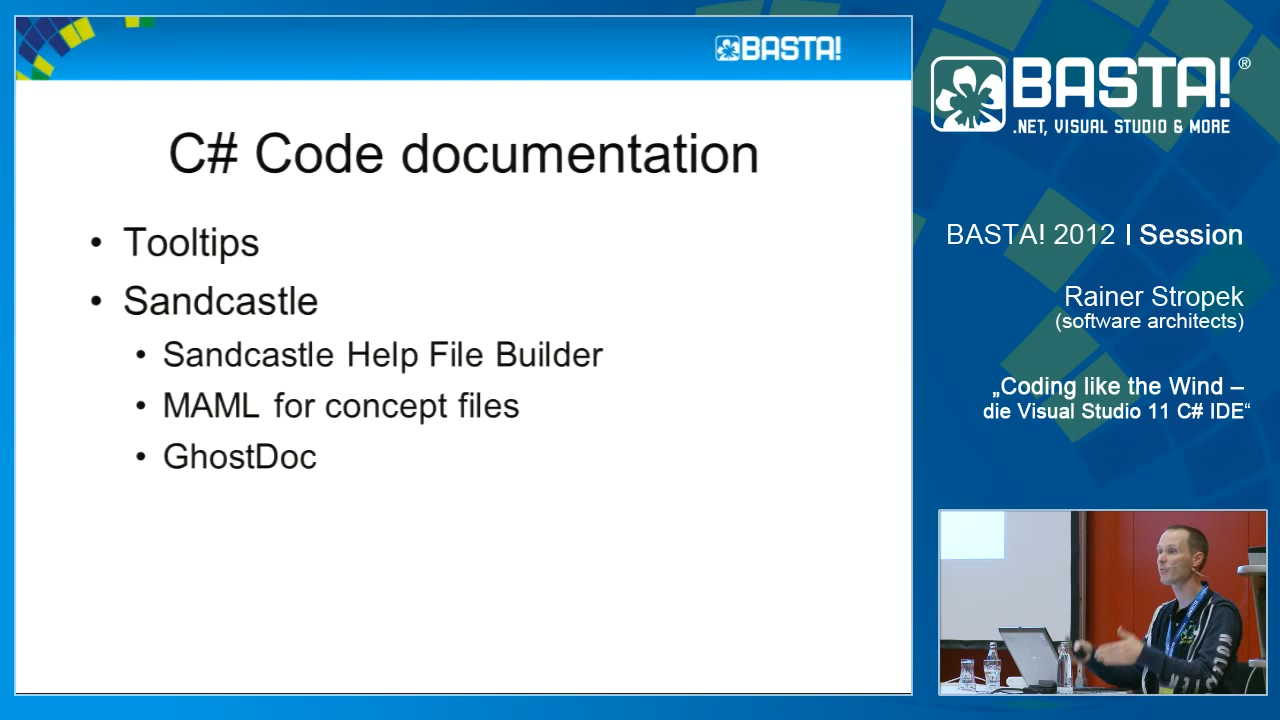 BASTA!
C# Code documentation
• Tooltips
• Sandcastle
• Sandcastle Help File Builder
• MAML for concept files
• GhostDoc
BASTA!®
.NET, VISUAL STUDIO & MORE
BASTA! 2012 I Session
Rainer Stropek
(software architects)
„Coding like the Wind –
die Visual Studio 11 C# IDE“